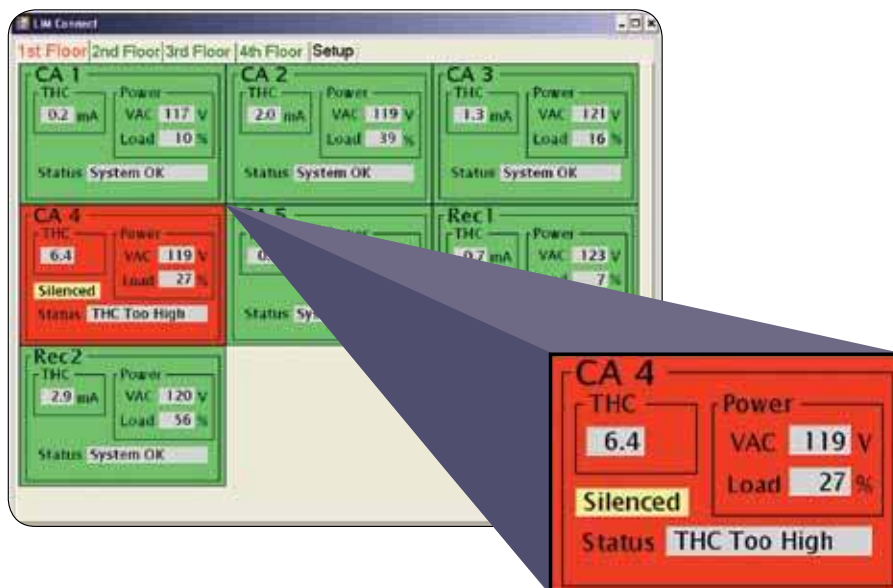 LIM Connect
1st Floor 2nd Floor 3rd Floor 4th Floor Setup
CA 1
THC Power
0.2 mA VAC 117 V
Load 10 %
Status System OK
CA 2
THC Power
2.0 mA VAC 119 V
Load 39 %
Status System OK
CA 3
THC Power
1.3 mA VAC 121 V
Load 16 %
Status System OK
CA 4
THC Power
6.4 VAC 119 V
Load 27 %
Silenced
Status THC Too High
CA 5
Status
Rec1
THC Power
0.7 mA VAC 123 V
7 %
Rec2
THC Power
2.9 mA VAC 120 V
Load 56 %
Status System OK
CA 4
THC Power
6.4 VAC 119 V
Load 27 %
Silenced
Status THC Too High